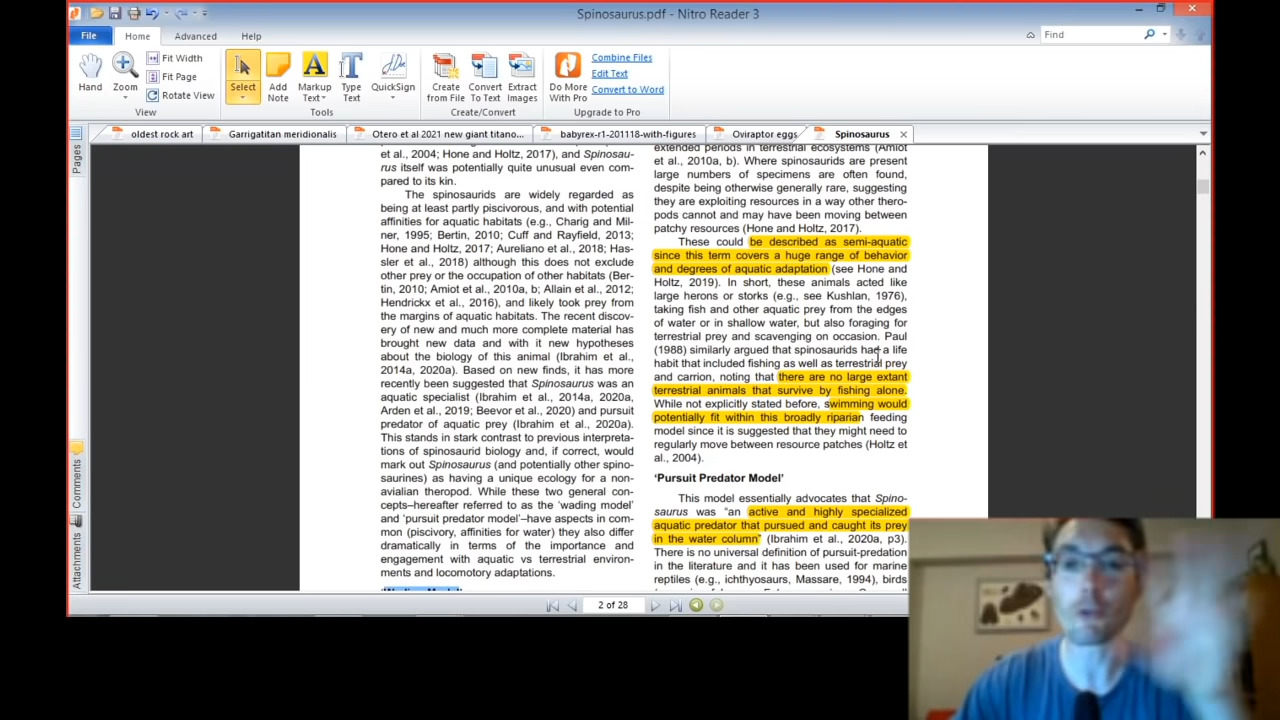 Spinosaurus.pdf - Nitro Reader 3
File
Home
Advanced
Help
Find
Hand
Zoom
Fit Width
Fit Page
Rotate View
View
Select
Add
Note
Markup
Text
Type
Text
QuickSign
Tools
Create
from File
Convert
To Text
Extract
Images
Create/Convert
Do More
With Pro
Combine Files
Edit Text
Convert to Word
Upgrade to Pro
oldest rock art
Garrigatitan meridionalis
Otero et al 2021 new giant titano...
babyrex-r1-201118-with-figures
Oviraptor eggs
Spinosaurus
Pages
Comments
Attachments
et al., 2004; Hone and Holtz, 2017), and Spinosau-
rus itself was potentially quite unusual even com-
pared to its kin.
The spinosaurids are widely regarded as
being at least partly piscivorous, and with potential
affinities for aquatic habitats (e.g., Charig and Mil-
ner, 1995; Bertin, 2010; Cuff and Rayfield, 2013;
Hone and Holtz, 2017; Aureliano et al., 2018; Has-
sler et al., 2018) although this does not exclude
other prey or the occupation of other habitats (Ber-
tin, 2010; Amiot et al., 2010a, b; Allain et al., 2012;
Hendrickx et al., 2016), and likely took prey from
the margins of aquatic habitats. The recent discov-
ery of new and much more complete material has
brought new data and with it new hypotheses
about the biology of this animal (Ibrahim et al.,
2014a, 2020a). Based on new finds, it has more
recently been suggested that Spinosaurus was an
aquatic specialist (Ibrahim et al., 2014a, 2020a,
Arden et al., 2019; Beevor et al., 2020) and pursuit
predator of aquatic prey (Ibrahim et al., 2020a).
This stands in stark contrast to previous interpreta-
tions of spinosaurid biology and, if correct, would
mark out Spinosaurus (and potentially other spino-
saurines) as having a unique ecology for a non-
avialian theropod. While these two general con-
cepts–hereafter referred to as the ‘wading model’
and ‘pursuit predator model’–have aspects in com-
mon (piscivory, affinities for water) they also differ
dramatically in terms of the importance and
engagement with aquatic vs terrestrial environ-
ments and locomotory adaptations.
extended periods in terrestrial ecosystems (Amiot
et al., 2010a, b). Where spinosaurids are present
large numbers of specimens are often found,
despite being otherwise generally rare, suggesting
they are exploiting resources in a way other thero-
pods cannot and may have been moving between
patchy resources (Hone and Holtz, 2017).
These could be described as semi-aquatic
since this term covers a huge range of behavior
and degrees of aquatic adaptation (see Hone and
Holtz, 2019). In short, these animals acted like
large herons or storks (e.g., see Kushlan, 1976),
taking fish and other aquatic prey from the edges
of water or in shallow water, but also foraging for
terrestrial prey and scavenging on occasion. Paul
(1988) similarly argued that spinosaurids had a life
habit that included fishing as well as terrestrial prey
and carrion, noting that there are no large extant
terrestrial animals that survive by fishing alone.
While not explicitly stated before, swimming would
potentially fit within this broadly riparian feeding
model since it is suggested that they might need to
regularly move between resource patches (Holtz et
al., 2004).
‘Pursuit Predator Model’
This model essentially advocates that Spino-
saurus was “an active and highly specialized
aquatic predator that pursued and caught its prey
in the water column” (Ibrahim et al., 2020a, p3).
There is no universal definition of pursuit-predation
in the literature and it has been used for marine
reptiles (e.g., ichthyosaurs, Massare, 1994), birds
2 of 28